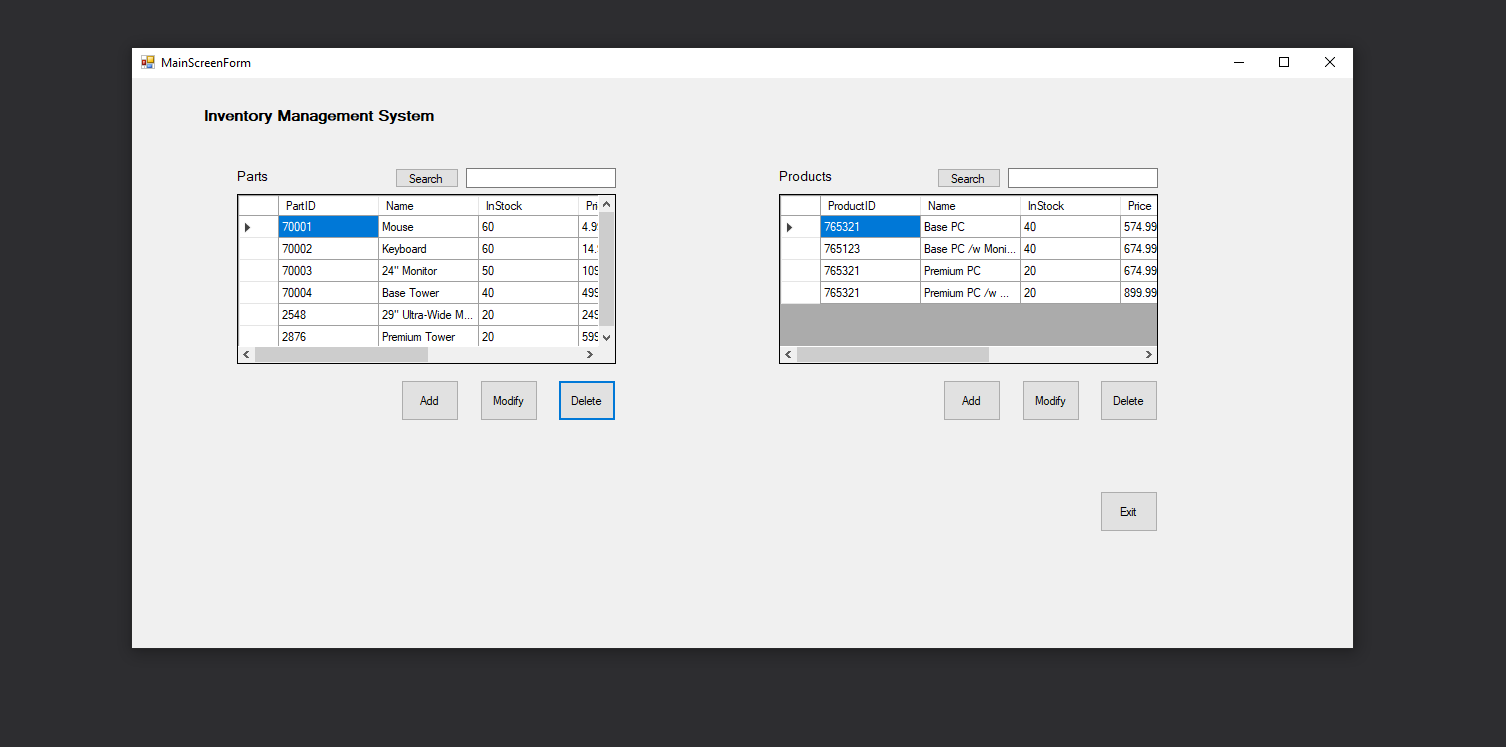 MainScreenForm
Inventory Management System
Parts Search
PartID Name InStock Pri
70001 Mouse 60 4.9
70002 Keyboard 60 14.
70003 24" Monitor 50 109
70004 Base Tower 40 499
2548 29" Ultra-Wide M... 20 249
2876 Premium Tower 20 599
Add Modify Delete
Products Search
ProductID Name InStock Price
765321 Base PC 40 574.99
765123 Base PC /w Moni... 40 674.99
765321 Premium PC 20 674.99
765321 Premium PC /w ... 20 899.99
Add Modify Delete
Exit